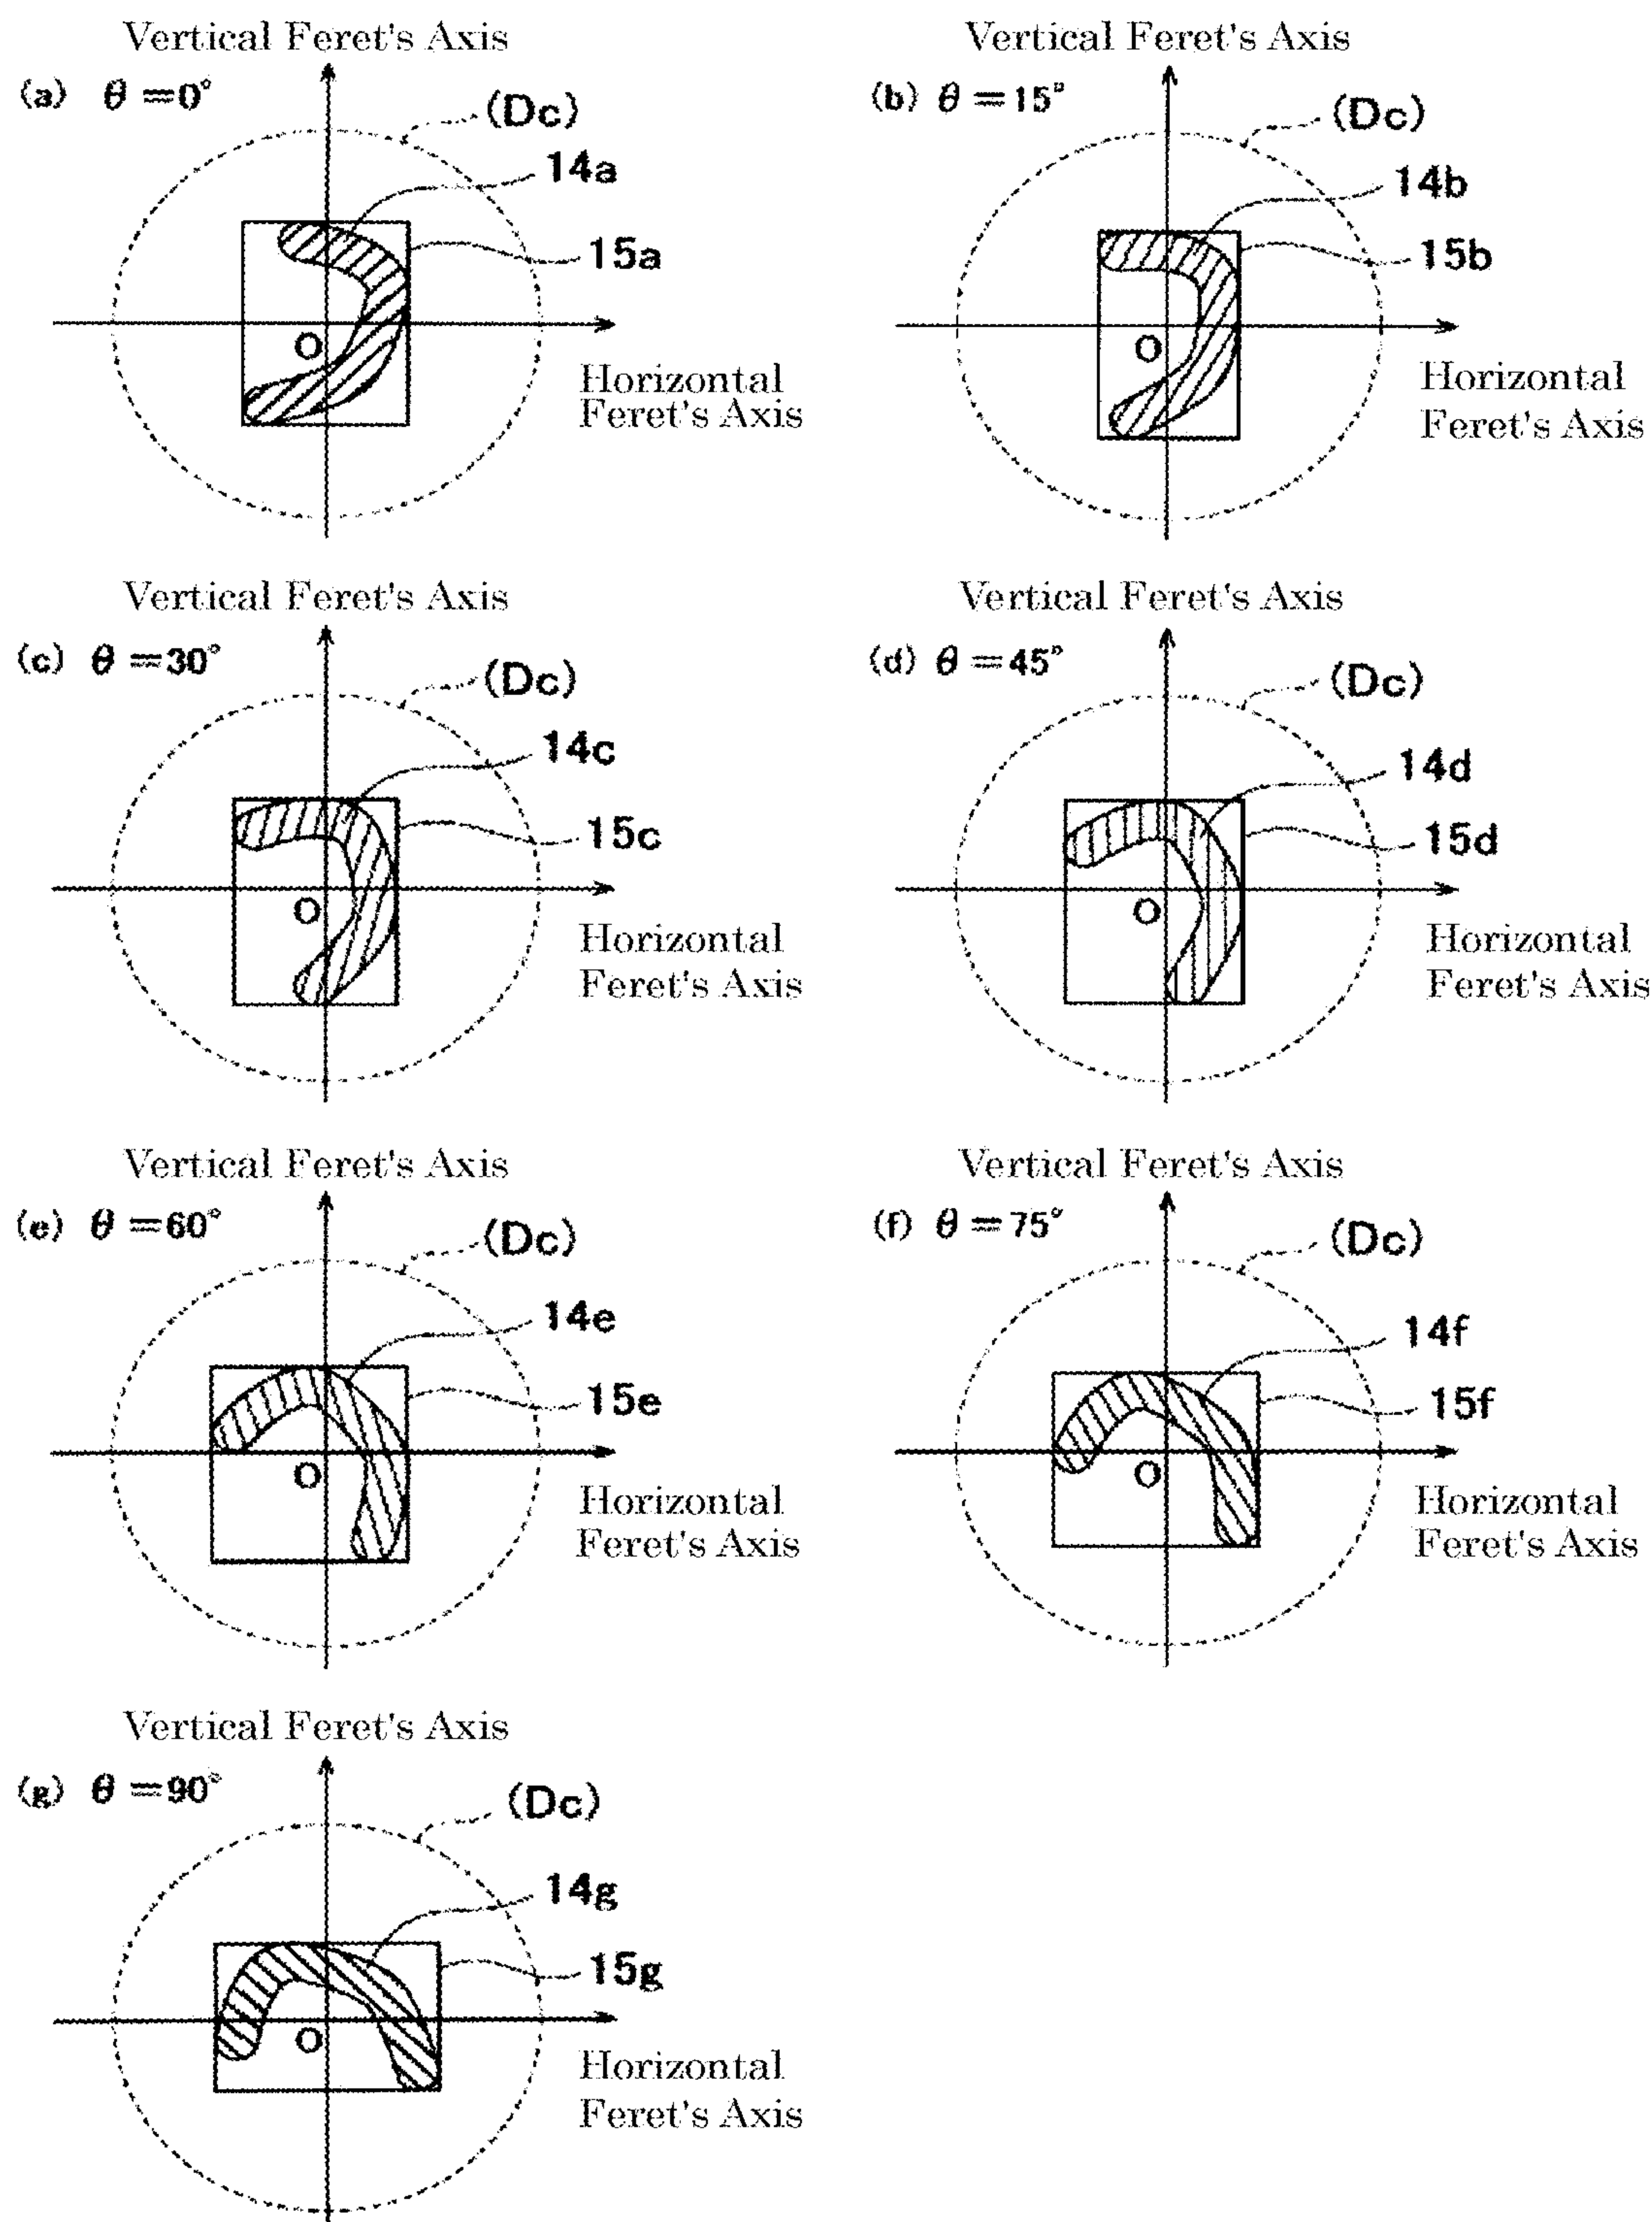 Vertical Feret's Axis
(a) θ=0°
(Dc)
14a
15a
O
Horizontal
Feret's Axis
Vertical Feret's Axis
(b) θ=15°
(Dc)
14b
15b
O
Horizontal
Feret's Axis
Vertical Feret's Axis
(c) θ=30°
(Dc)
14c
15c
O
Horizontal
Feret's Axis
Vertical Feret's Axis
(d) θ=45°
(Dc)
14d
15d
O
Horizontal
Feret's Axis
Vertical Feret's Axis
(e) θ=60°
(Dc)
14e
15e
O
Horizontal
Feret's Axis
Vertical Feret's Axis
(f) θ=75°
(Dc)
14f
15f
O
Horizontal
Feret's Axis
Vertical Feret's Axis
(g) θ=90°
(Dc)
14g
15g
O
Horizontal
Feret's Axis